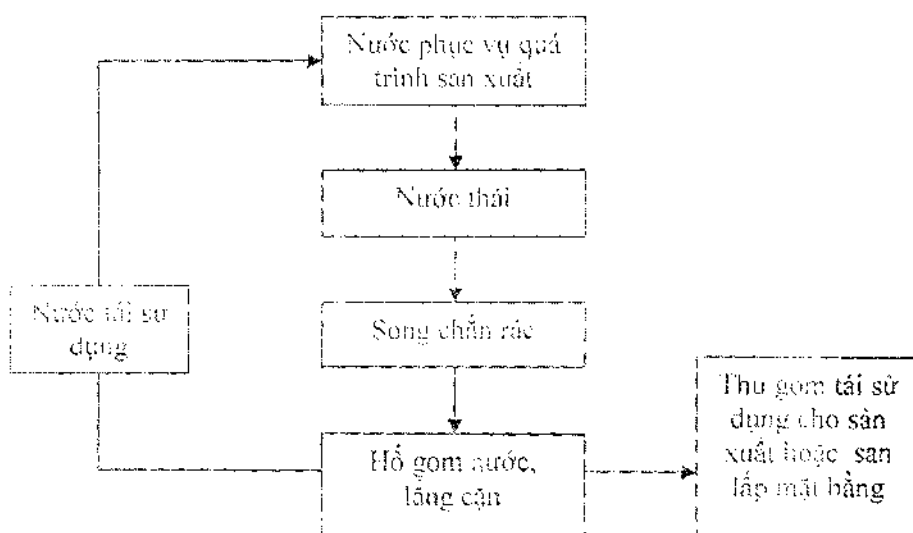 Nước phục vụ quá
trình sản xuất
Nước thải
Song chắn rác
Nước tái sử
dụng
Hố gom nước,
lắng cặn
Thu gom tái sử
dụng cho sản
xuất hoặc san
lấp mặt bằng